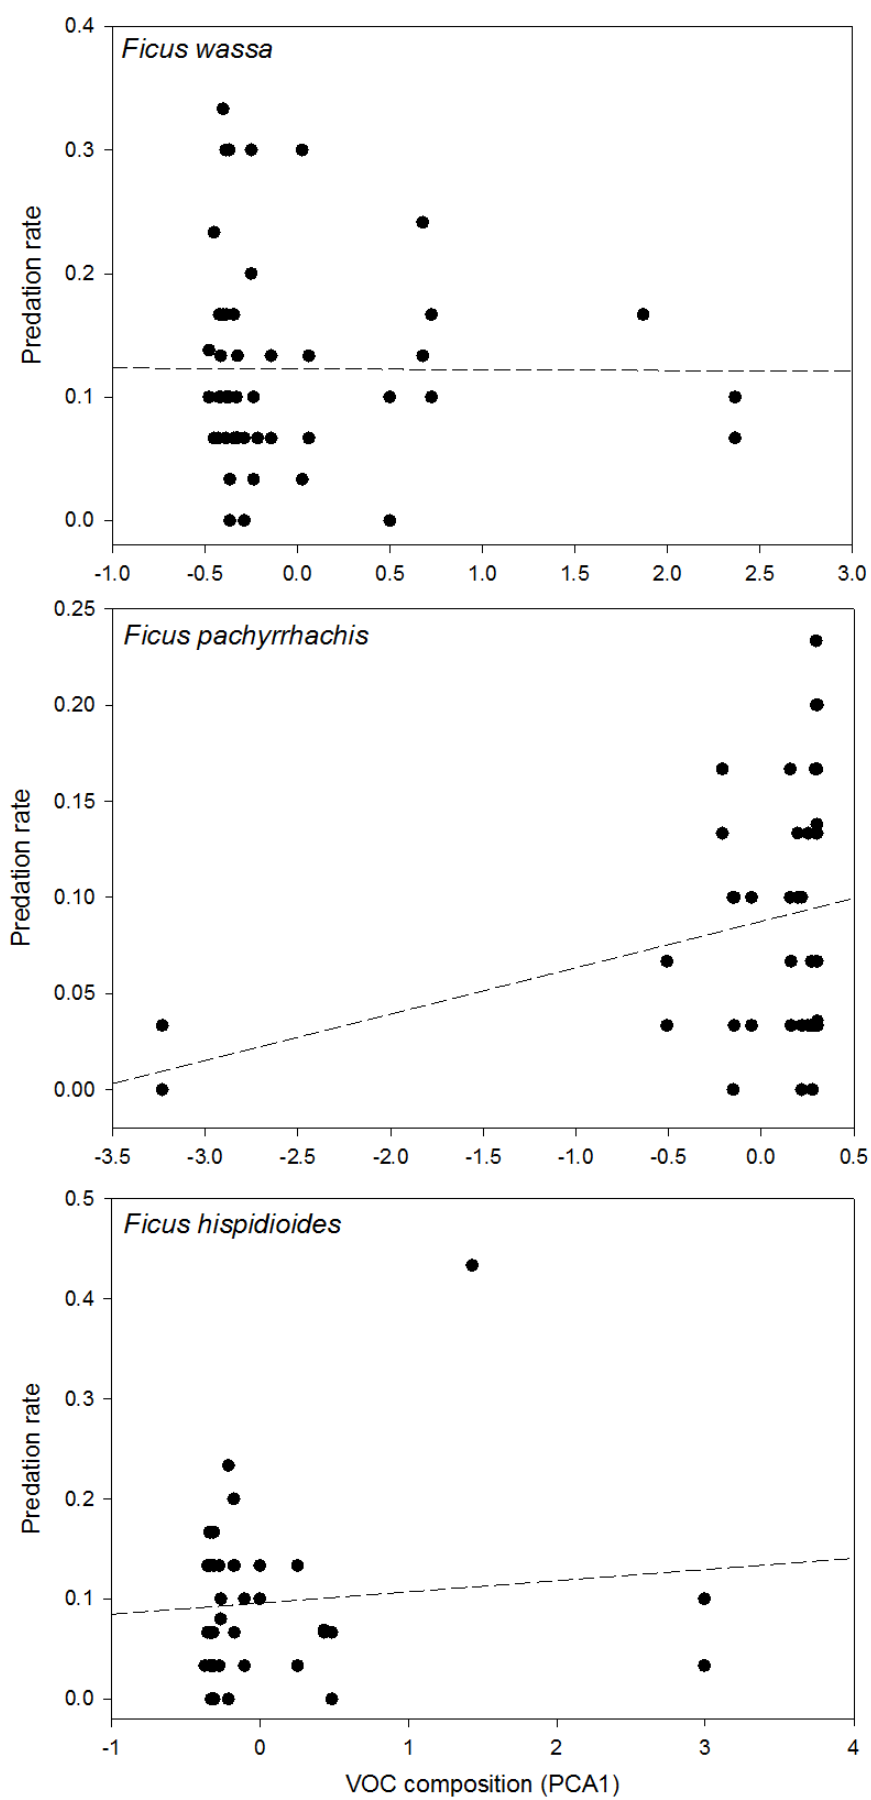 Ficus wassa
0.4
0.3
0.2
0.1
0.0
Predation rate
-1.0 -0.5 0.0 0.5 1.0 1.5 2.0 2.5 3.0
Ficus pachyrrhachis
0.25
0.20
0.15
0.10
0.05
0.00
Predation rate
-3.5 -3.0 -2.5 -2.0 -1.5 -1.0 -0.5 0.0 0.5
Ficus hispidioides
0.5
0.4
0.3
0.2
0.1
0.0
Predation rate
-1 0 1 2 3 4
VOC composition (PCA1)